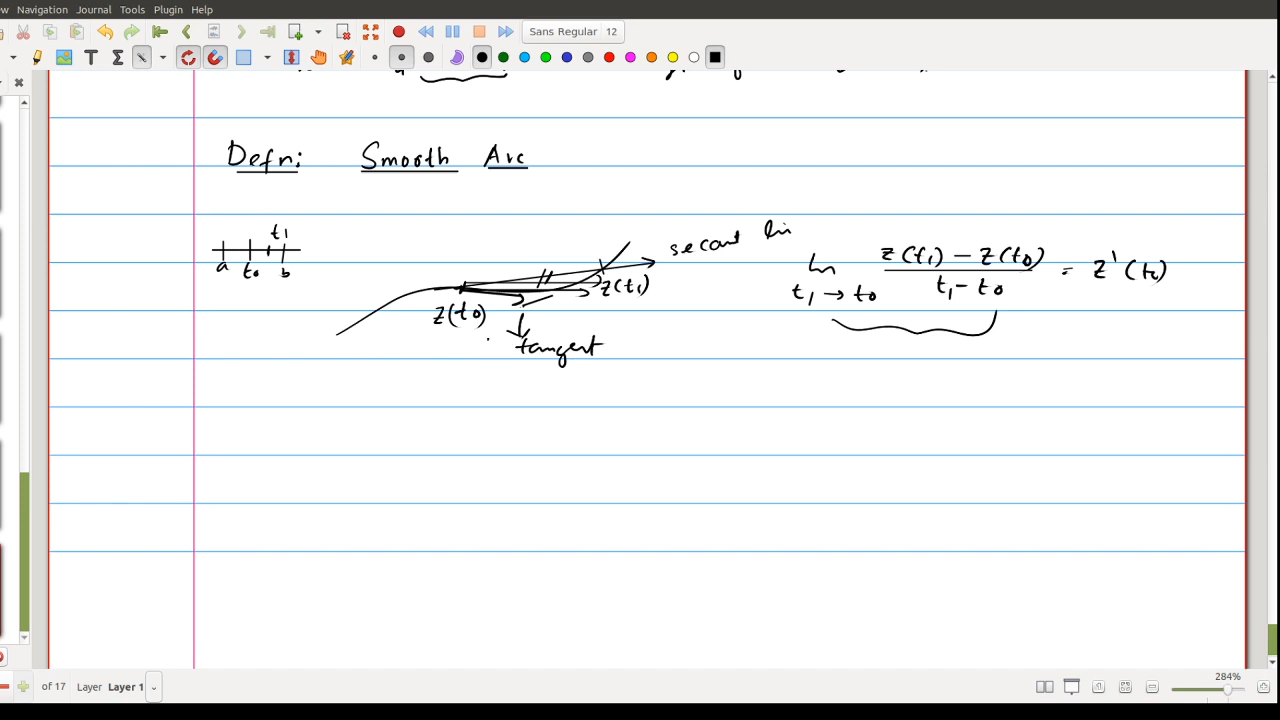 Navigation Journal Tools Plugin Help
Sans Regular 12
Defn: Smooth Arc
t1
a t0 b
secant
z(t0) z(t1)
tangent
lim t1 → t0 z(t1) – z(t0) / t1 – t0 = z'(t0)
of 17 Layer Layer 1
284%